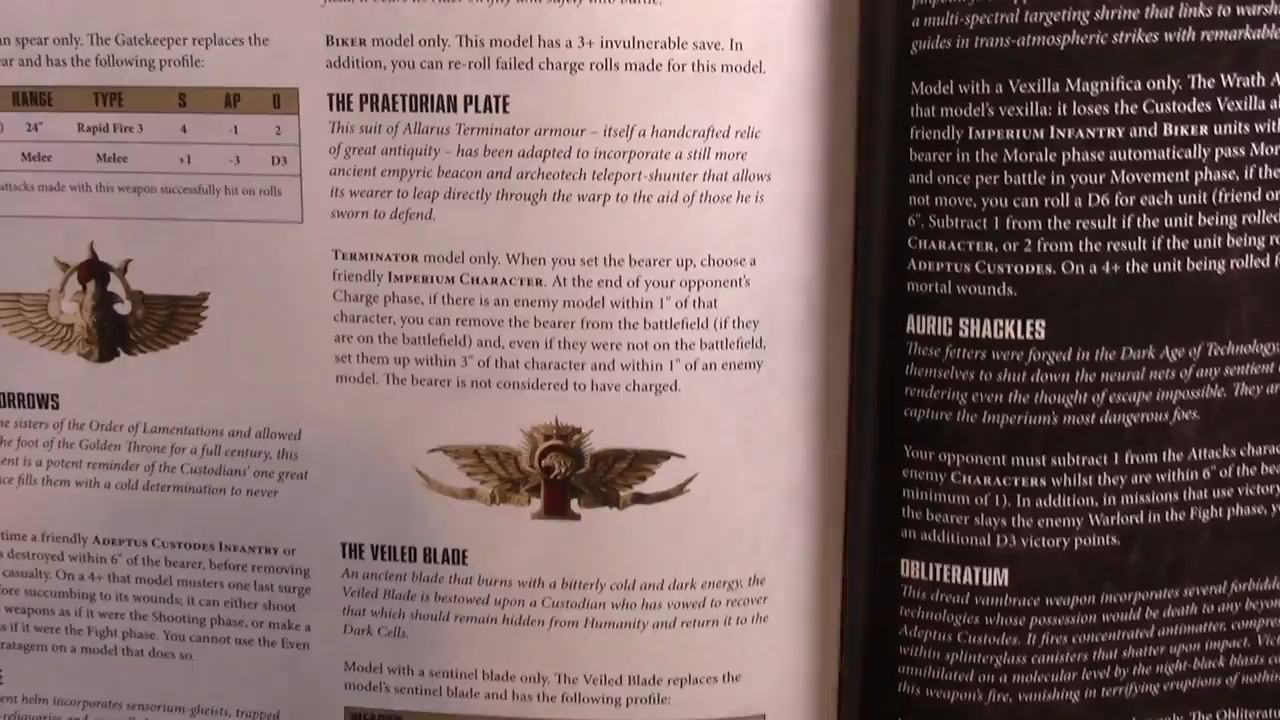 an spear only. The Gatekeeper replaces the
ear and has the following profile:
RANGE TYPE S AP D
24" Rapid Fire 3 4 -1 2
Melee Melee +1 -3 D3
attacks made with this weapon successfully hit on rolls
ORROWS
he sisters of the Order of Lamentations and allowed
he foot of the Golden Throne for a full century, this
ent is a potent reminder of the Custodians' one great
ce fills them with a cold determination to never
time a friendly ADEPTUS CUSTODES INFANTRY or
s destroyed within 6" of the bearer, before removing
casualty. On a 4+ that model musters one last surge
ore succumbing to its wounds; it can either shoot
weapons as if it were the Shooting phase, or make a
s if it were the Fight phase. You cannot use the Even
ratagem on a model that does so.
ent helm incorporates sensorium-gheists, trapped
BIKER model only. This model has a 3+ invulnerable save. In
addition, you can re-roll failed charge rolls made for this model.
THE PRAETORIAN PLATE
This suit of Allarus Terminator armour – itself a handcrafted relic
of great antiquity – has been adapted to incorporate a still more
ancient empyric beacon and archeotech teleport-shunter that allows
its wearer to leap directly through the warp to the aid of those he is
sworn to defend.
TERMINATOR model only. When you set the bearer up, choose a
friendly IMPERIUM CHARACTER. At the end of your opponent's
Charge phase, if there is an enemy model within 1" of that
character, you can remove the bearer from the battlefield (if they
are on the battlefield) and, even if they were not on the battlefield,
set them up within 3" of that character and within 1" of an enemy
model. The bearer is not considered to have charged.
THE VEILED BLADE
An ancient blade that burns with a bitterly cold and dark energy, the
Veiled Blade is bestowed upon a Custodian who has vowed to recover
that which should remain hidden from Humanity and return it to the
Dark Cells.
Model with a sentinel blade only. The Veiled Blade replaces the
model's sentinel blade and has the following profile:
a multi-spectral targeting shrine that links to warsh
guides in trans-atmospheric strikes with remarkable
Model with a Vexilla Magnifica only. The Wrath A
that model's vexilla: it loses the Custodes Vexilla a
friendly IMPERIUM INFANTRY and BIKER units wit
bearer in the Morale phase automatically pass Mor
and once per battle in your Movement phase, if the
not move, you can roll a D6 for each unit (friend or
6". Subtract 1 from the result if the unit being rolled
CHARACTER, or 2 from the result if the unit being r
ADEPTUS CUSTODES. On a 4+ the unit being rolled f
mortal wounds.
AURIC SHACKLES
These fetters were forged in the Dark Age of Technology,
themselves to shut down the neural nets of any sentient
rendering even the thought of escape impossible. They ar
capture the Imperium's most dangerous foes.
Your opponent must subtract 1 from the Attacks charac
enemy CHARACTERS whilst they are within 6" of the be
minimum of 1). In addition, in missions that use victory
the bearer slays the enemy Warlord in the Fight phase, y
an additional D3 victory points.
OBLITERATUM
This dread vambrace weapon incorporates several forbidde
technologies whose possession would be death to any beyon
Adeptus Custodes. It fires concentrated antimatter, compre
within splinterglass canisters that shatter upon impact. Vict
annihilated on a molecular level by the night-black blasts o
this weapon's fire, vanishing in terrifying eruptions of nothin